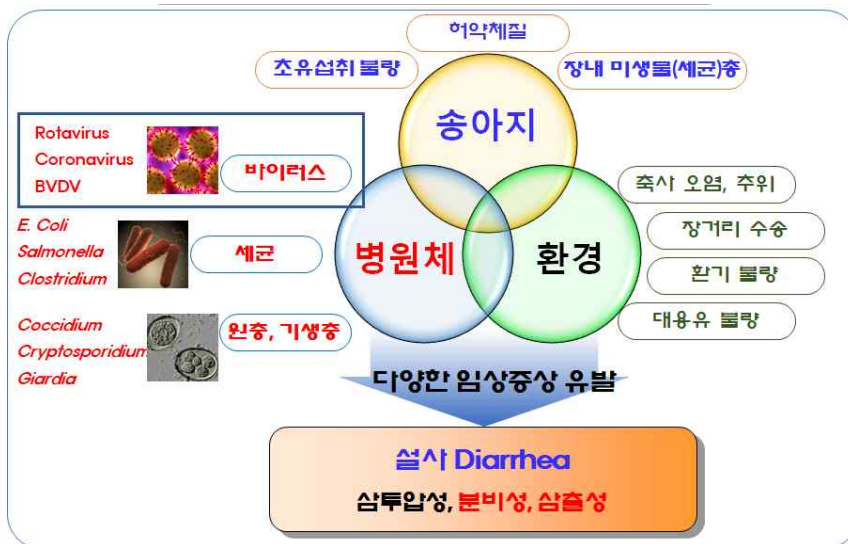 허약체질
초유섭취 불량
장내 미생물(세균)총
송아지
Rotavirus
Coronavirus
BVDV
바이러스
E. Coli
Salmonella
Clostridium
세균
Coccidium
Cryptosporidium
Giardia
원충, 기생충
병원체
환경
축사 오염, 추위
장거리 수송
환기 불량
대용유 불량
다양한 임상증상 유발
설사 Diarrhea
삼투압성, 분비성, 삼출성